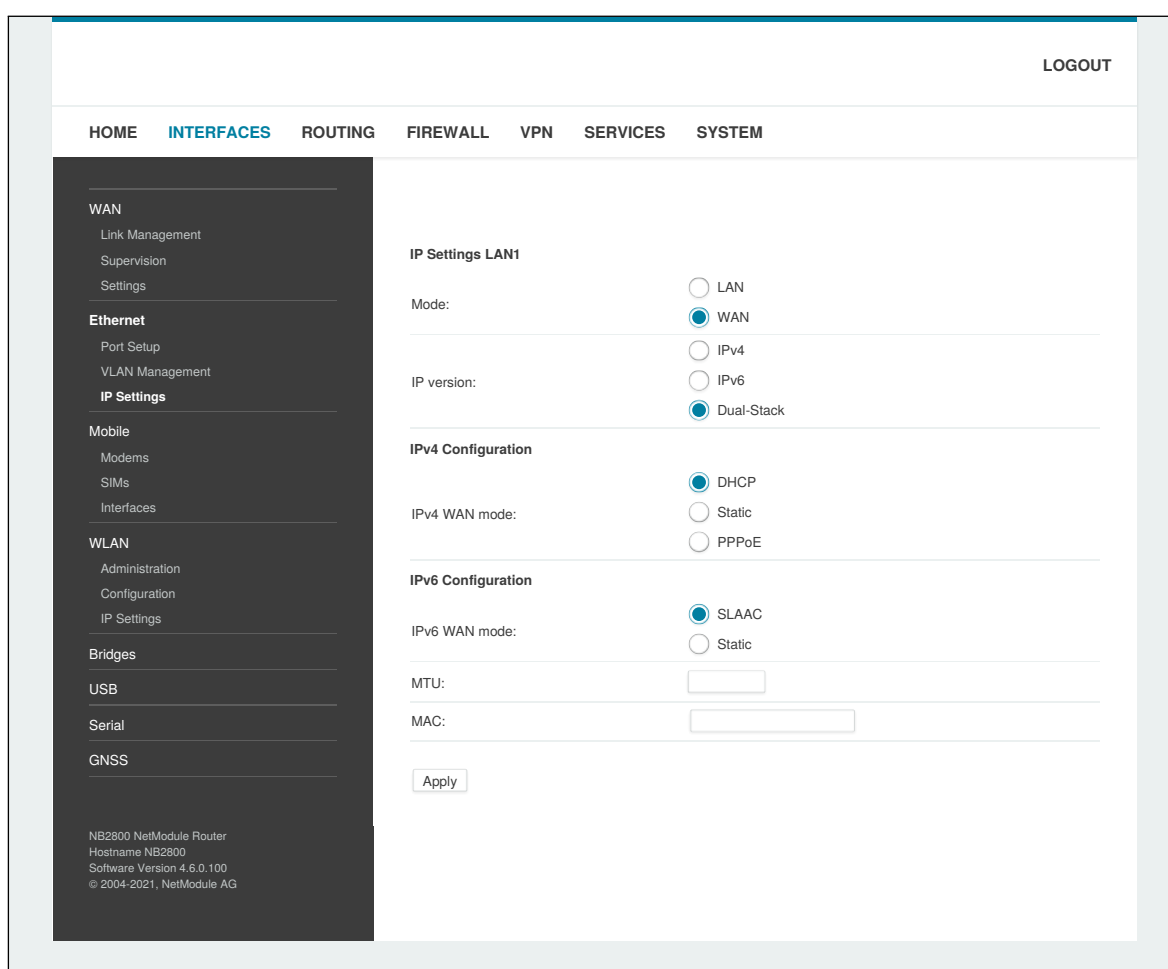 LOGOUT
HOME INTERFACES ROUTING FIREWALL VPN SERVICES SYSTEM
WAN
Link Management
Supervision
Settings
Ethernet
Port Setup
VLAN Management
IP Settings
Mobile
Modems
SIMs
Interfaces
WLAN
Administration
Configuration
IP Settings
Bridges
USB
Serial
GNSS
NB2800 NetModule Router
Hostname NB2800
Software Version 4.6.0.100
© 2004-2021, NetModule AG
IP Settings LAN1
Mode:
LAN
WAN
IP version:
IPv4
IPv6
Dual-Stack
IPv4 Configuration
IPv4 WAN mode:
DHCP
Static
PPPoE
IPv6 Configuration
IPv6 WAN mode:
SLAAC
Static
MTU:
MAC:
Apply